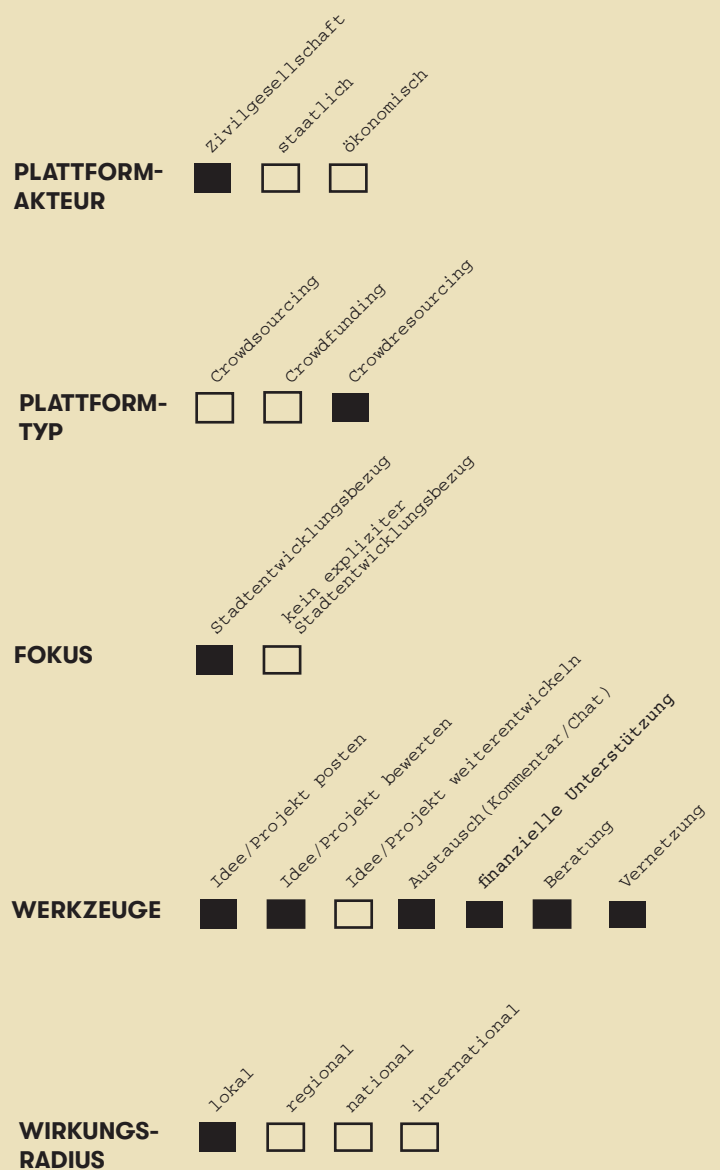 Zivilgesellschaft
staatlich
ökonomisch
PLATTFORM-
AKTEUR
Crowdsourcing
Crowdfunding
Crowdresourcing
PLATTFORM-
TYP
Stadtentwicklungsbezug
kein expliziter
Stadtentwicklungsbezug
FOKUS
Idee/Projekt posten
Idee/Projekt bewerten
Idee/Projekt weiterentwickeln
Austausch(Kommentar/Chat)
finanzielle Unterstützung
Beratung
Vernetzung
WERKZEUGE
lokal
regional
national
international
WIRKUNGS-
RADIUS